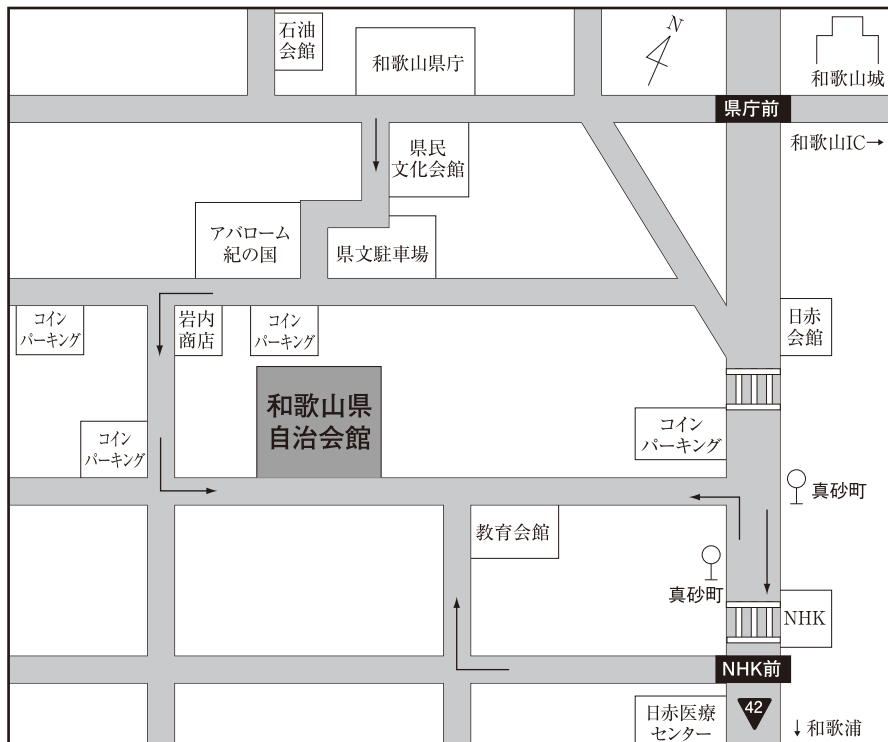 石油
会館
和歌山県庁
N
和歌山城
県庁前
和歌山IC→
県民
文化会館
アバローム
紀の国
県文駐車場
コイン
パーキング
岩内
商店
コイン
パーキング
日赤
会館
和歌山県
自治会館
コイン
パーキング
コイン
パーキング
真砂町
教育会館
真砂町
NHK
NHK前
日赤医療
センター
42
↓和歌浦